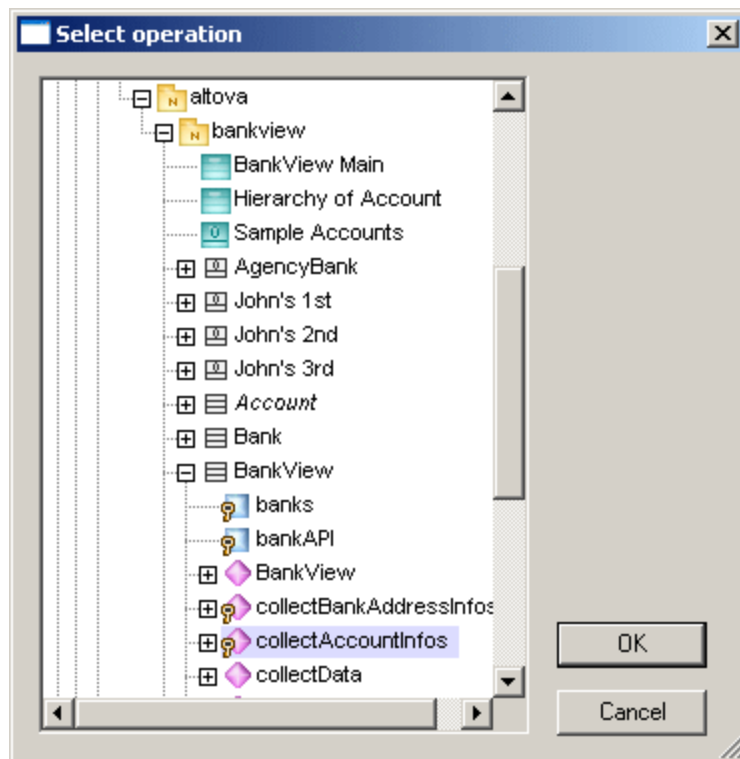 Select operation
altova
bankview
BankView Main
Hierarchy of Account
Sample Accounts
AgencyBank
John's 1st
John's 2nd
John's 3rd
Account
Bank
BankView
banks
bankAPI
BankView
collectBankAddressInfos
collectAccountInfos
collectData
OK
Cancel